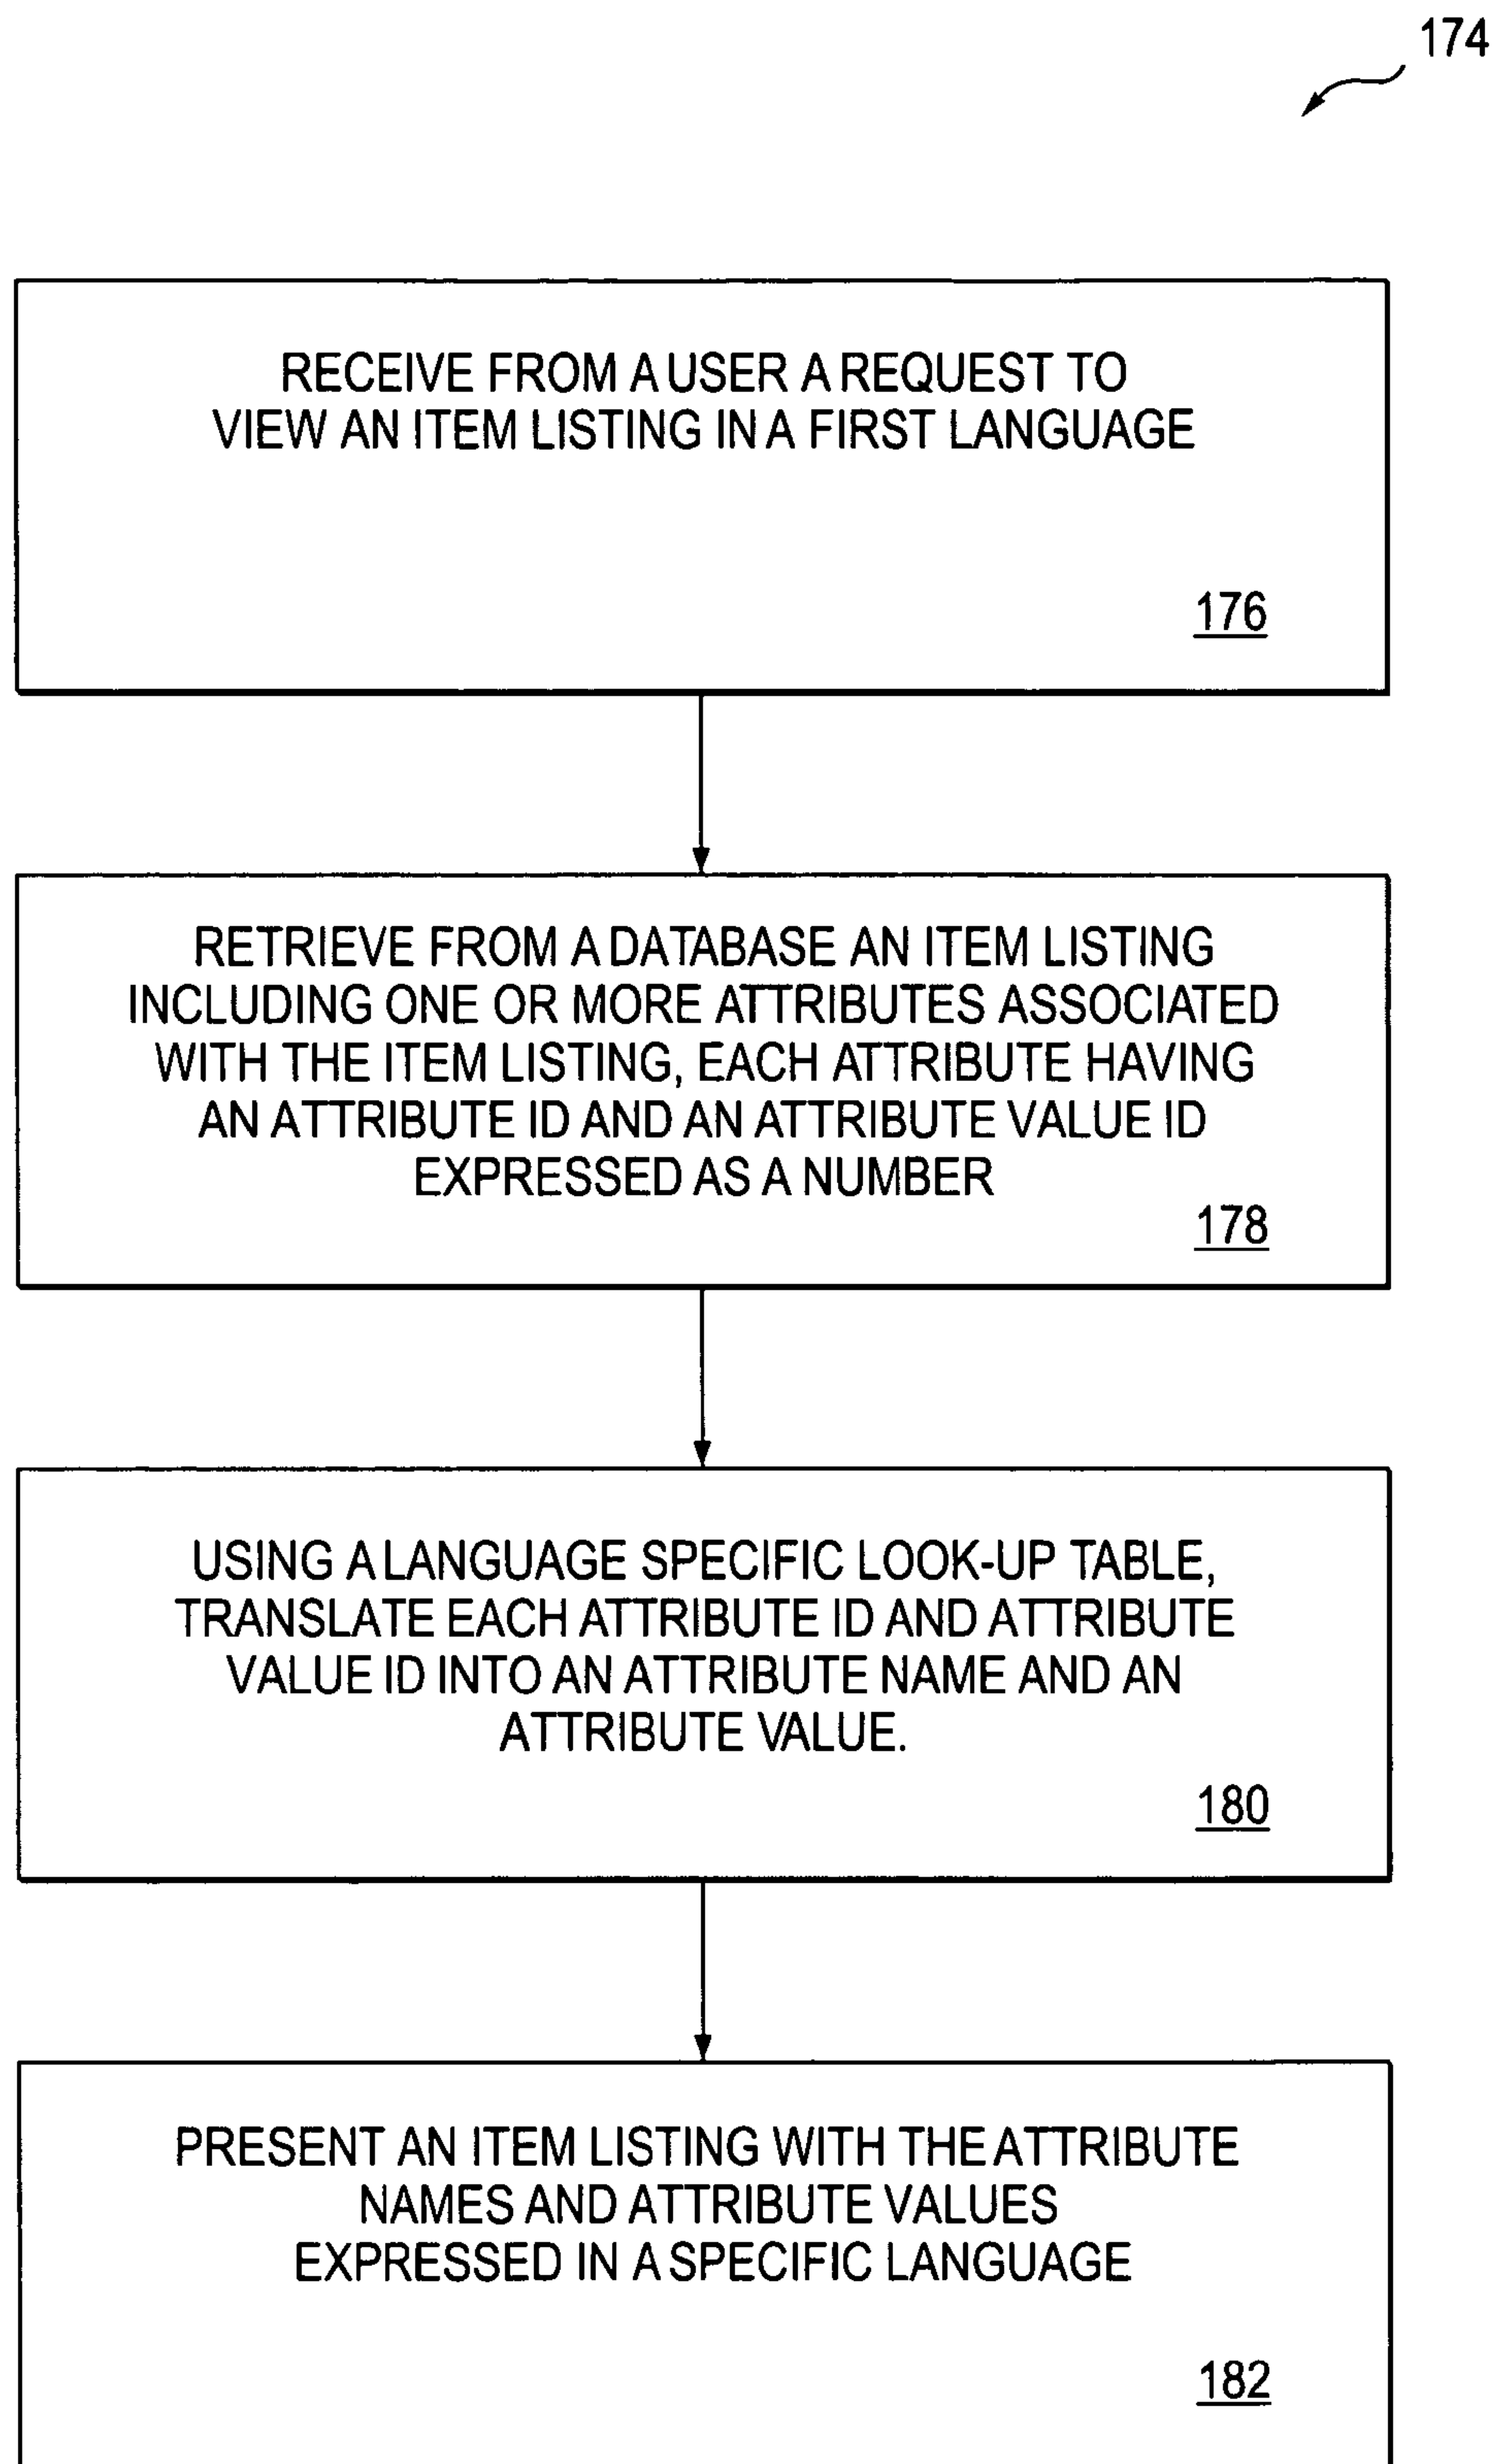 174
RECEIVE FROM A USER A REQUEST TO
VIEW AN ITEM LISTING IN A FIRST LANGUAGE
176
RETRIEVE FROM A DATABASE AN ITEM LISTING
INCLUDING ONE OR MORE ATTRIBUTES ASSOCIATED
WITH THE ITEM LISTING, EACH ATTRIBUTE HAVING
AN ATTRIBUTE ID AND AN ATTRIBUTE VALUE ID
EXPRESSED AS A NUMBER
178
USING A LANGUAGE SPECIFIC LOOK-UP TABLE,
TRANSLATE EACH ATTRIBUTE ID AND ATTRIBUTE
VALUE ID INTO AN ATTRIBUTE NAME AND AN
ATTRIBUTE VALUE.
180
PRESENT AN ITEM LISTING WITH THE ATTRIBUTE
NAMES AND ATTRIBUTE VALUES
EXPRESSED IN A SPECIFIC LANGUAGE
182